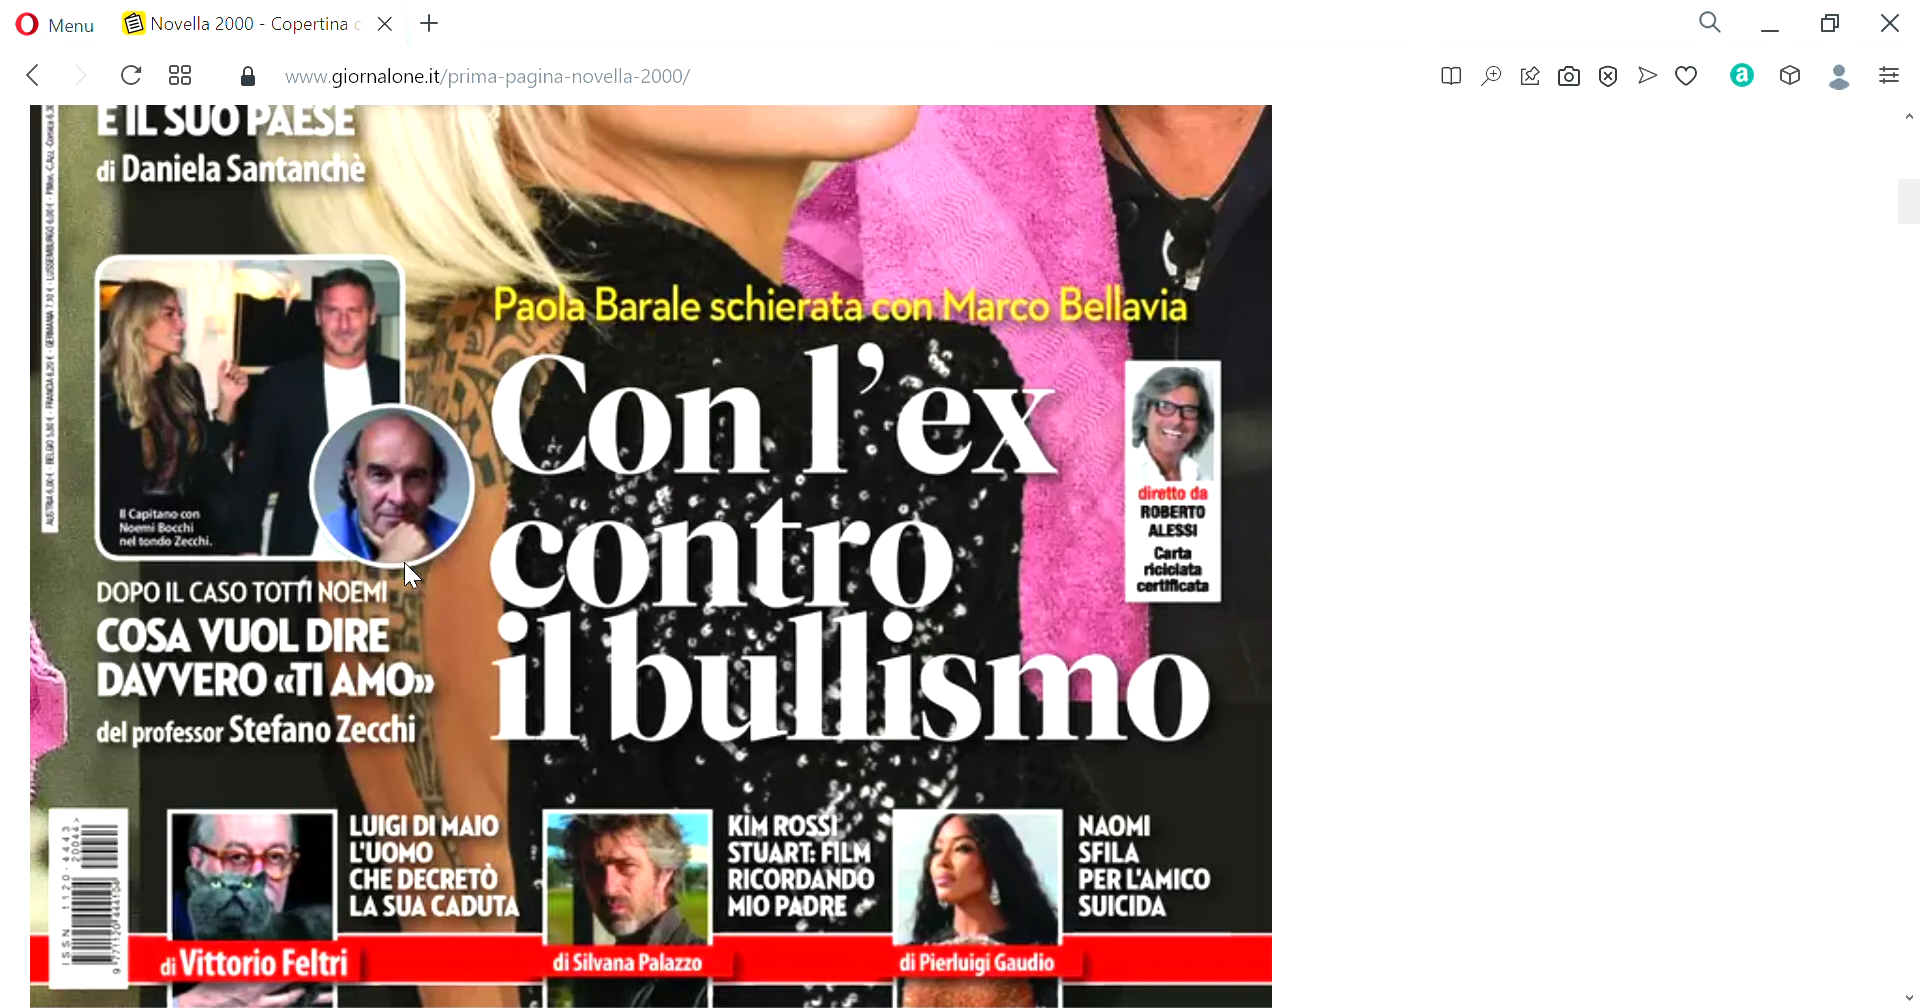 Menu
Novella 2000 - Copertina
www.giornalone.it/prima-pagina-novella-2000/
E IL SUO PAESE
di Daniela Santanchè
Il Capitano con
Noemi Bocchi
nel tondo Zecchi.
DOPO IL CASO TOTTI NOEMI
COSA VUOL DIRE
DAVVERO «TI AMO»
del professor Stefano Zecchi
Paola Barale schierata con Marco Bellavia
Con l'ex
contro
il bullismo
diretto da
ROBERTO
ALESSI
Carta
riciclata
certificata
LUIGI DI MAIO
L'UOMO
CHE DECRETÒ
LA SUA CADUTA
di Vittorio Feltri
KIM ROSSI
STUART: FILM
RICORDANDO
MIO PADRE
di Silvana Palazzo
NAOMI
SFILA
PER L'AMICO
SUICIDA
di Pierluigi Gaudio